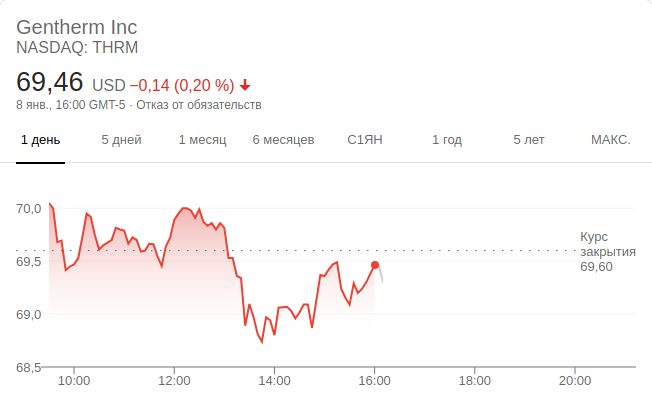 Gentherm Inc
NASDAQ: THRM
69,46 USD −0,14 (0,20 %)
8 янв., 16:00 GMT-5 · Отказ от обязательств
1 день 5 дней 1 месяц 6 месяцев С1ЯН 1 год 5 лет МАКС.
70,0
Курс
закрытия
69,60
69,5
69,0
68,5
10:00 12:00 14:00 16:00 18:00 20:00